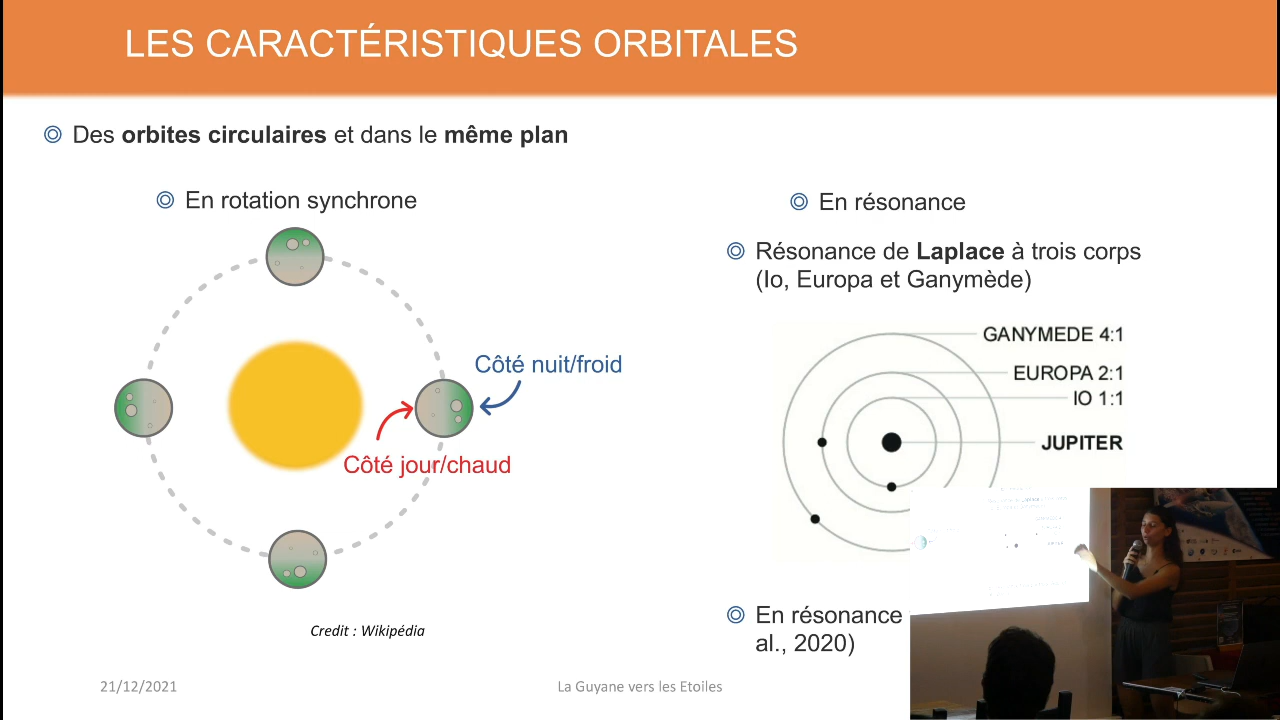 LES CARACTÉRISTIQUES ORBITALES
Des orbites circulaires et dans le même plan
En rotation synchrone
Côté nuit/froid
Côté jour/chaud
Credit : Wikipédia
En résonance
Résonance de Laplace à trois corps
(Io, Europa et Ganymède)
GANYMEDE 4:1
EUROPA 2:1
IO 1:1
JUPITER
En résonance
al., 2020)
21/12/2021
La Guyane vers les Etoiles